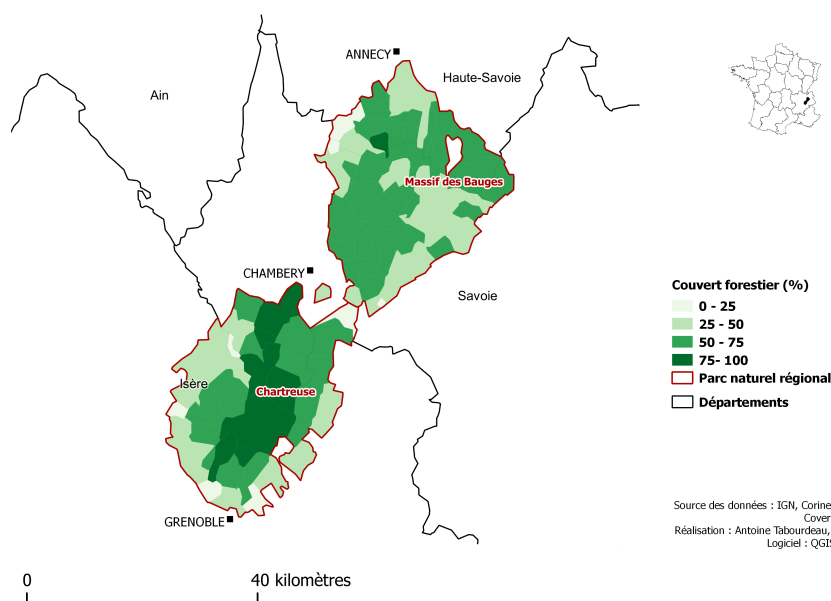 ANNECY
Haute-Savoie
Ain
Massif des Bauges
CHAMBERY
Savoie
Isère
Chartreuse
GRENOBLE
Couvert forestier (%)
0 - 25
25 - 50
50 - 75
75- 100
Parc naturel régional
Départements
Source des données : IGN, Corine
Cover
Réalisation : Antoine Tabourdeau,
Logiciel : QGIS
0 40 kilomètres